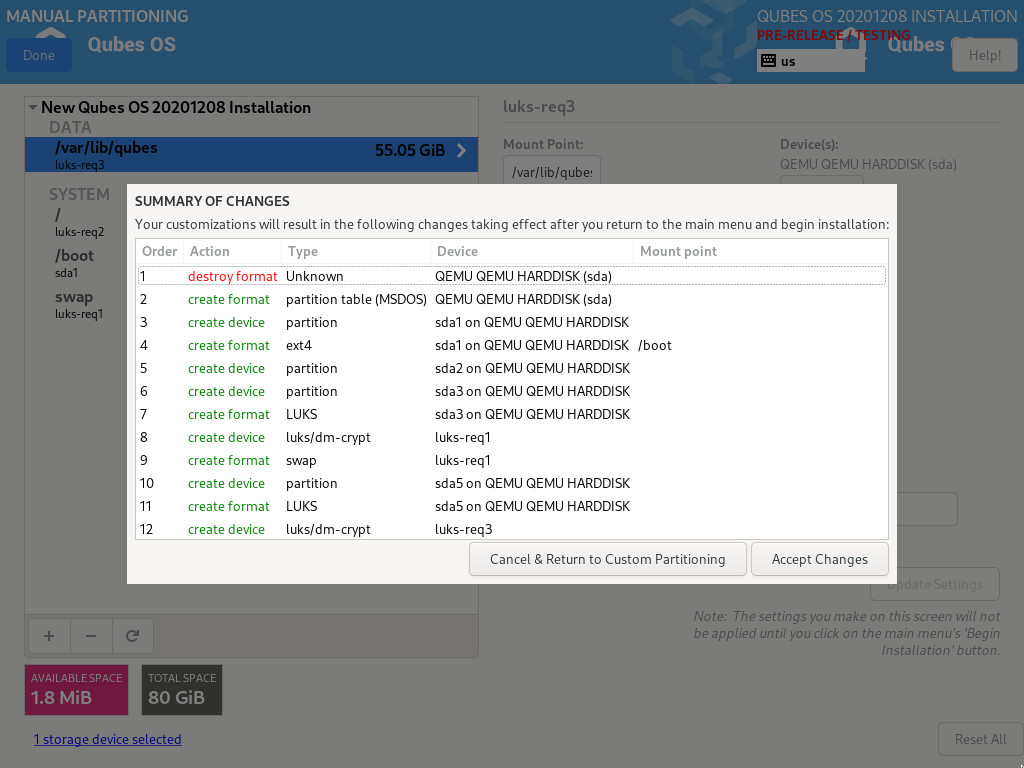 MANUAL PARTITIONING
QUBES OS 20201208 INSTALLATION
PRE-RELEASE / TESTING
Qubes OS
Qubes
Done
us
Help!
New Qubes OS 20201208 Installation
DATA
/var/lib/qubes
55.05 GiB
luks-req3
SYSTEM
/
luks-req2
/boot
sda1
swap
luks-req1
luks-req3
Mount Point:
Device(s):
/var/lib/qubes
QEMU QEMU HARDDISK (sda)
SUMMARY OF CHANGES
Your customizations will result in the following changes taking effect after you return to the main menu and begin installation:
Order Action Type Device Mount point
1 destroy format Unknown QEMU QEMU HARDDISK (sda)
2 create format partition table (MSDOS) QEMU QEMU HARDDISK (sda)
3 create device partition sda1 on QEMU QEMU HARDDISK
4 create format ext4 sda1 on QEMU QEMU HARDDISK /boot
5 create device partition sda2 on QEMU QEMU HARDDISK
6 create device partition sda3 on QEMU QEMU HARDDISK
7 create format LUKS sda3 on QEMU QEMU HARDDISK
8 create device luks/dm-crypt luks-req1
9 create format swap luks-req1
10 create device partition sda5 on QEMU QEMU HARDDISK
11 create format LUKS sda5 on QEMU QEMU HARDDISK
12 create device luks/dm-crypt luks-req3
Cancel & Return to Custom Partitioning
Accept Changes
Update Settings
Note: The settings you make on this screen will not
be applied until you click on the main menu's 'Begin
Installation' button.
+ −
AVAILABLE SPACE
1.8 MiB
TOTAL SPACE
80 GiB
1 storage device selected
Reset All